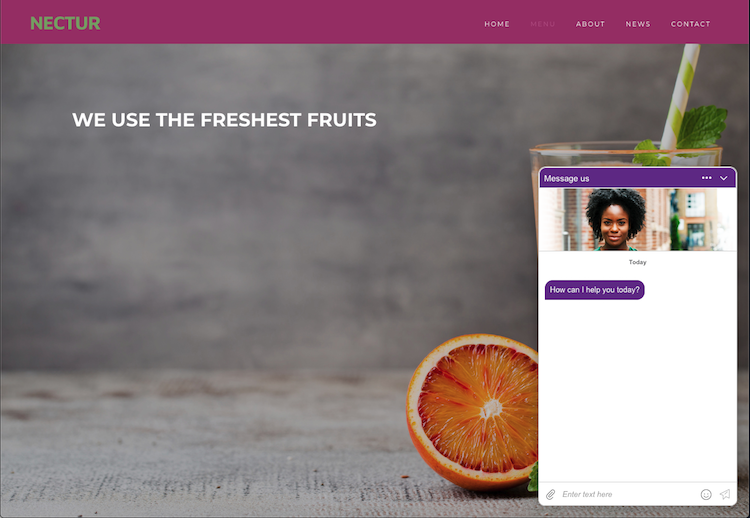 NECTUR
HOME MENU ABOUT NEWS CONTACT
WE USE THE FRESHEST FRUITS
Message us
Today
How can I help you today?
Enter text here